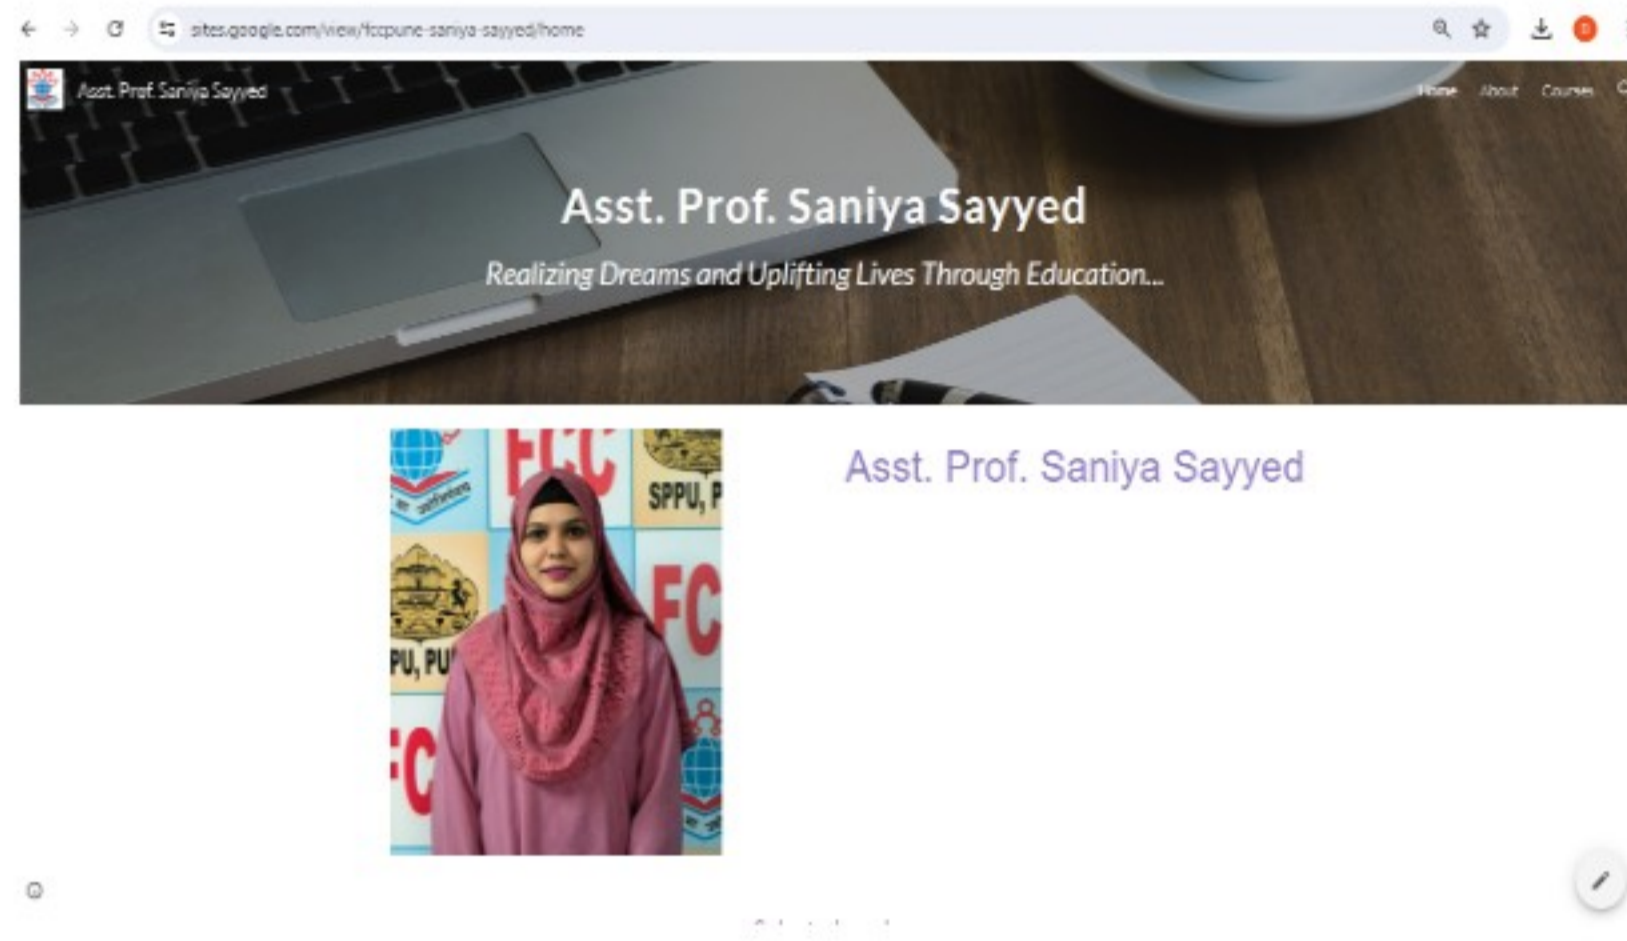 sites.google.com/view/fccpune-saniya-sayyed/home
Asst. Prof. Saniya Sayyed
Home About Courses
Asst. Prof. Saniya Sayyed
Realizing Dreams and Uplifting Lives Through Education...
Asst. Prof. Saniya Sayyed
FCC
SPPU, P
FC
PU, PU
FC